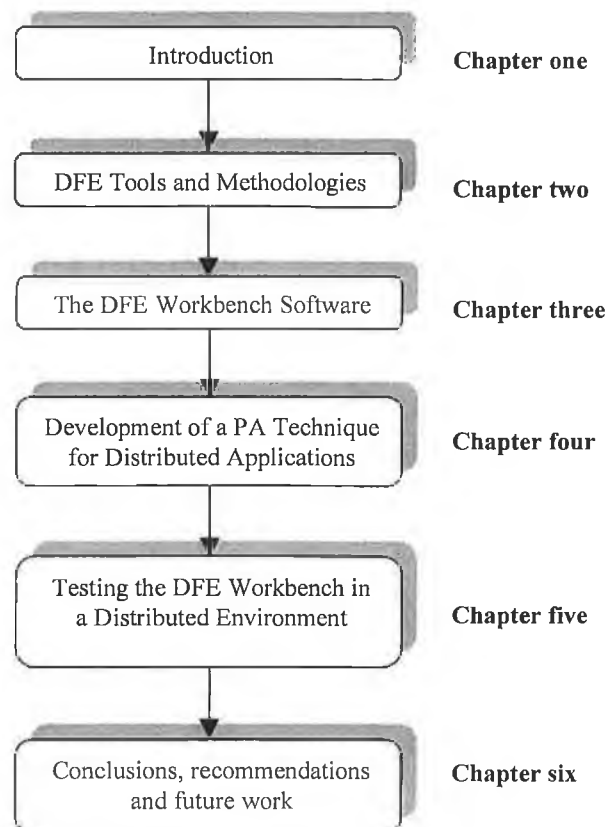 Introduction
Chapter one
DFE Tools and Methodologies
Chapter two
The DFE Workbench Software
Chapter three
Development of a PA Technique
for Distributed Applications
Chapter four
Testing the DFE Workbench in
a Distributed Environment
Chapter five
Conclusions, recommendations
and future work
Chapter six